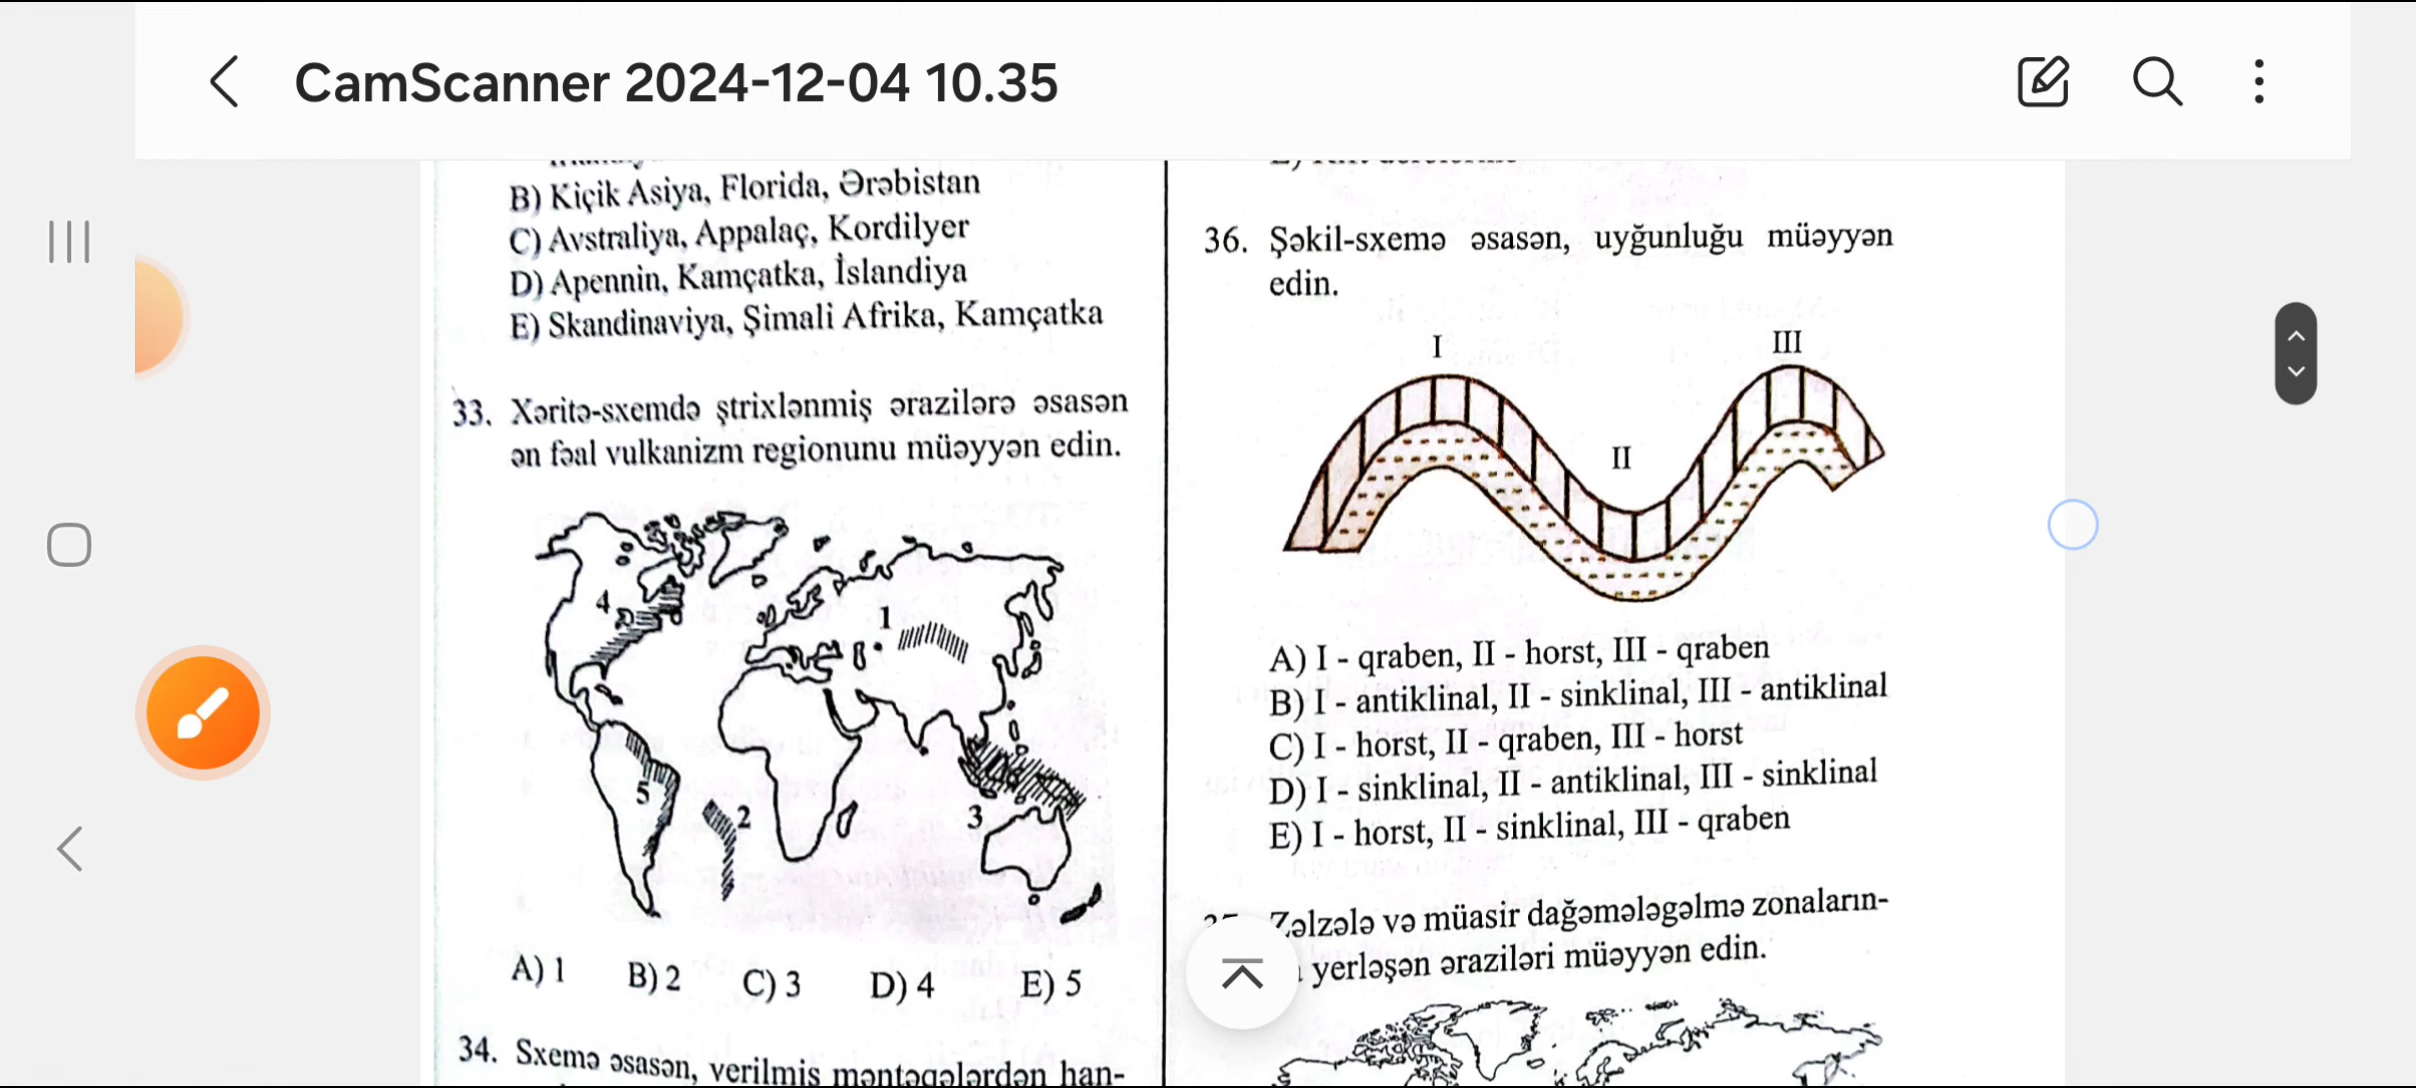 CamScanner 2024-12-04 10.35
B) Kiçik Asiya, Florida, Ərəbistan
C) Avstraliya, Appalaç, Kordilyer
D) Apennin, Kamçatka, İslandiya
E) Skandinaviya, Şimali Afrika, Kamçatka
33. Xəritə-sxemdə ştrixlənmiş ərazilərə əsasən
ən fəal vulkanizm regionunu müəyyən edin.
4
1
5
2
3
A) 1 B) 2 C) 3 D) 4 E) 5
34. Sxemə əsasən, verilmiş məntəqələrdən han-
36. Şəkil-sxemə əsasən, uyğunluğu müəyyən
edin.
I
III
II
A) I - qraben, II - horst, III - qraben
B) I - antiklinal, II - sinklinal, III - antiklinal
C) I - horst, II - qraben, III - horst
D) I - sinklinal, II - antiklinal, III - sinklinal
E) I - horst, II - sinklinal, III - qraben
Zəlzələ və müasir dağəmələgəlmə zonaların-
yerləşən əraziləri müəyyən edin.